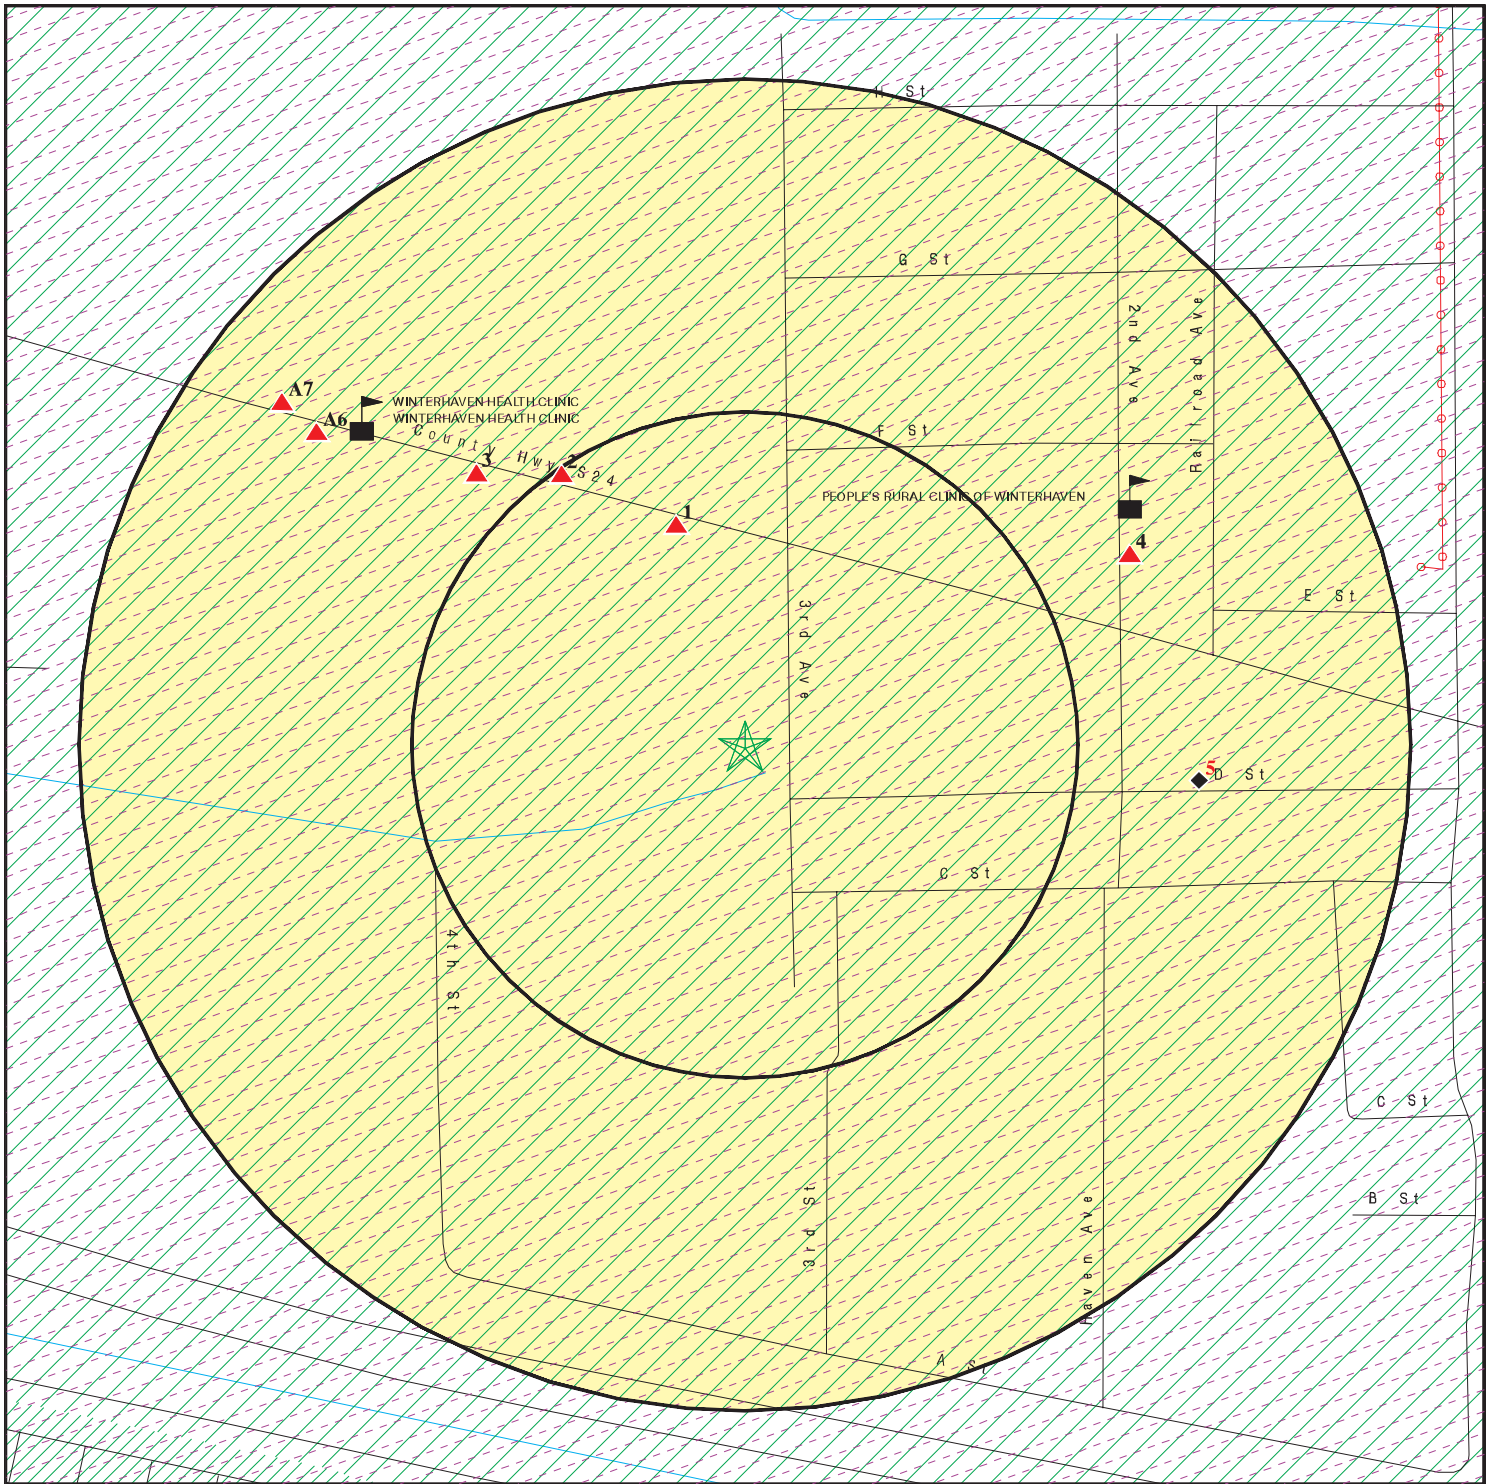 H St
G St
2nd Ave
Railroad Ave
A7
WINTERHAVEN HEALTH CLINIC
A6
WINTERHAVEN HEALTH CLINIC
County Hwy S24
F St
3
2
PEOPLE'S RURAL CLINIC OF WINTERHAVEN
1
4
E St
3rd Ave
5
D St
C St
4th St
C St
3rd St
Haven Ave
B St
A St